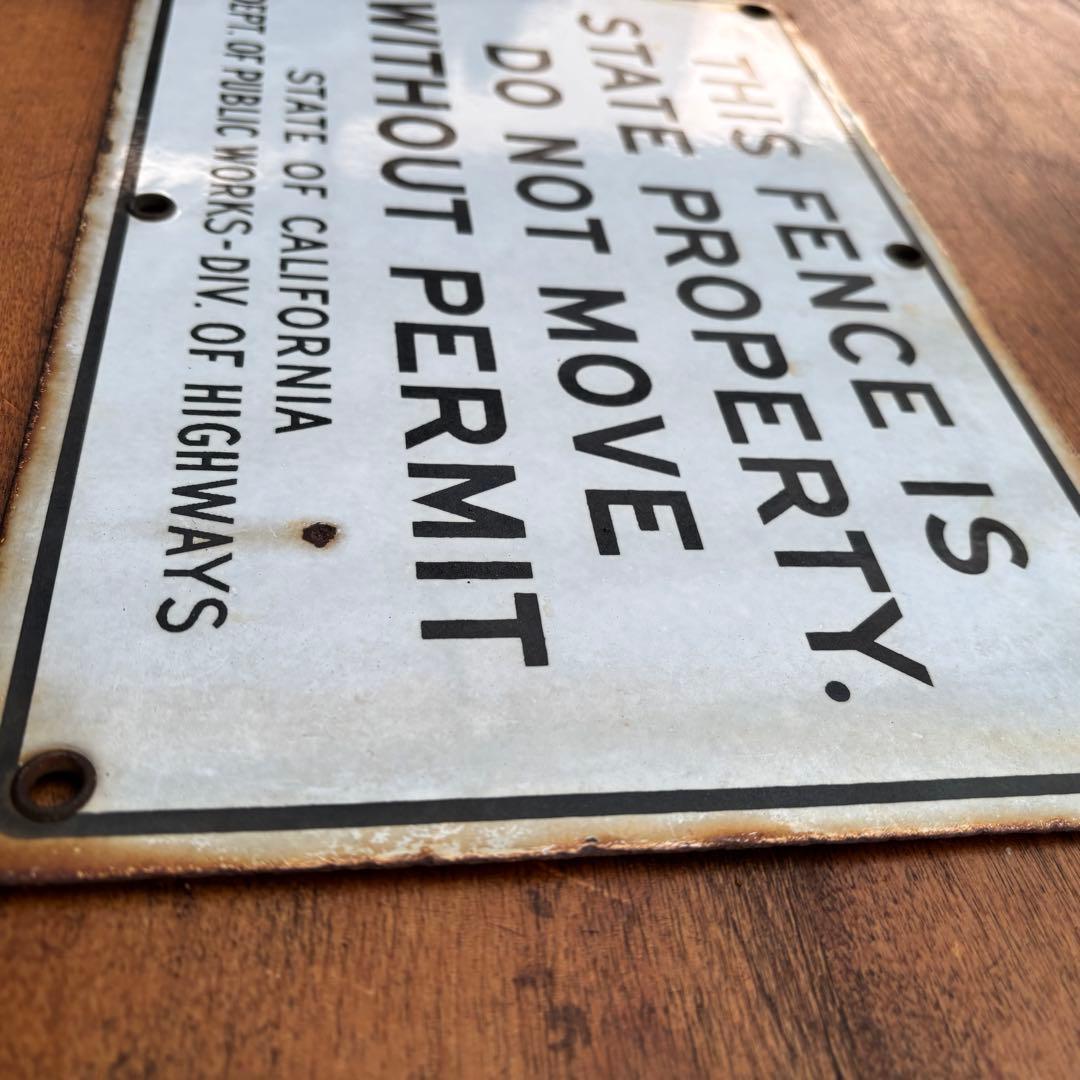 THIS FENCE IS
STATE PROPERTY.
DO NOT MOVE
WITHOUT PERMIT
STATE OF CALIFORNIA
DEPT. OF PUBLIC WORKS-DIV. OF HIGHWAYS